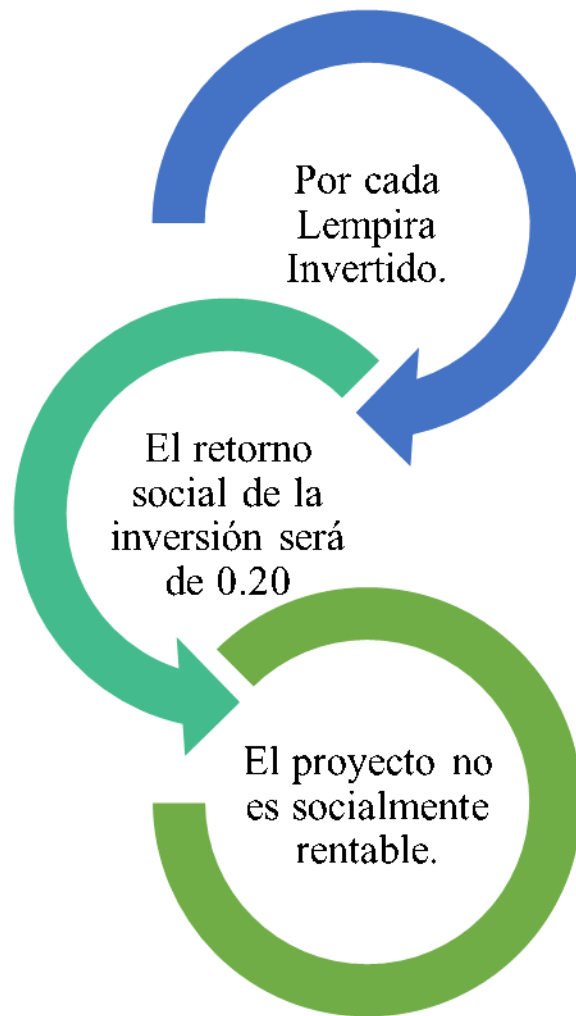 Por cada
Lempira
Invertido.
El retorno
social de la
inversión será
de 0.20
El proyecto no
es socialmente
rentable.